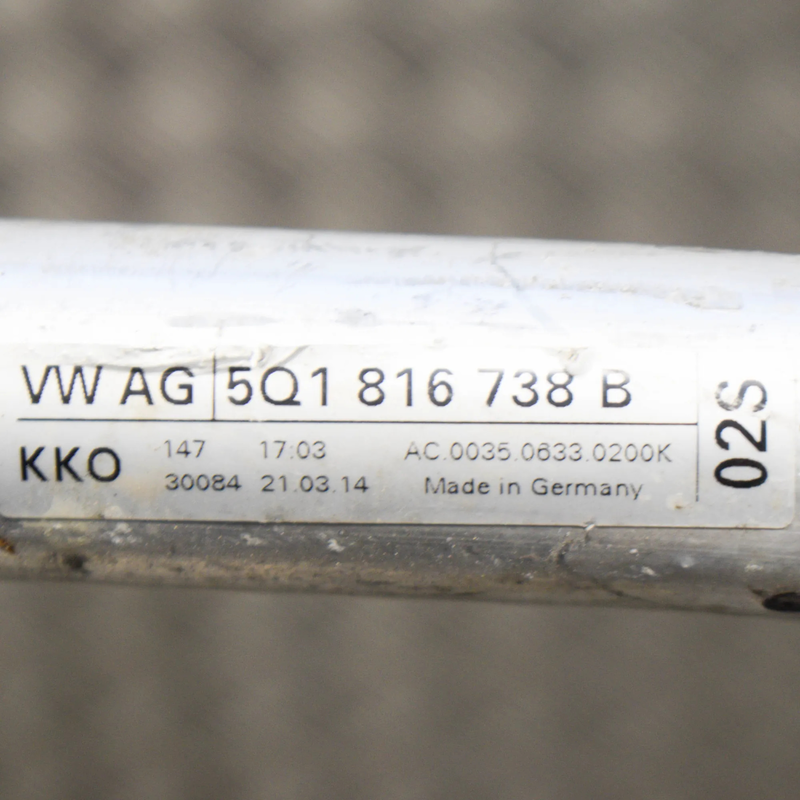 VW AG 5Q1 816 738 B
KKO 147 17:03 AC.0035.0633.0200K
30084 21.03.14 Made in Germany
02S